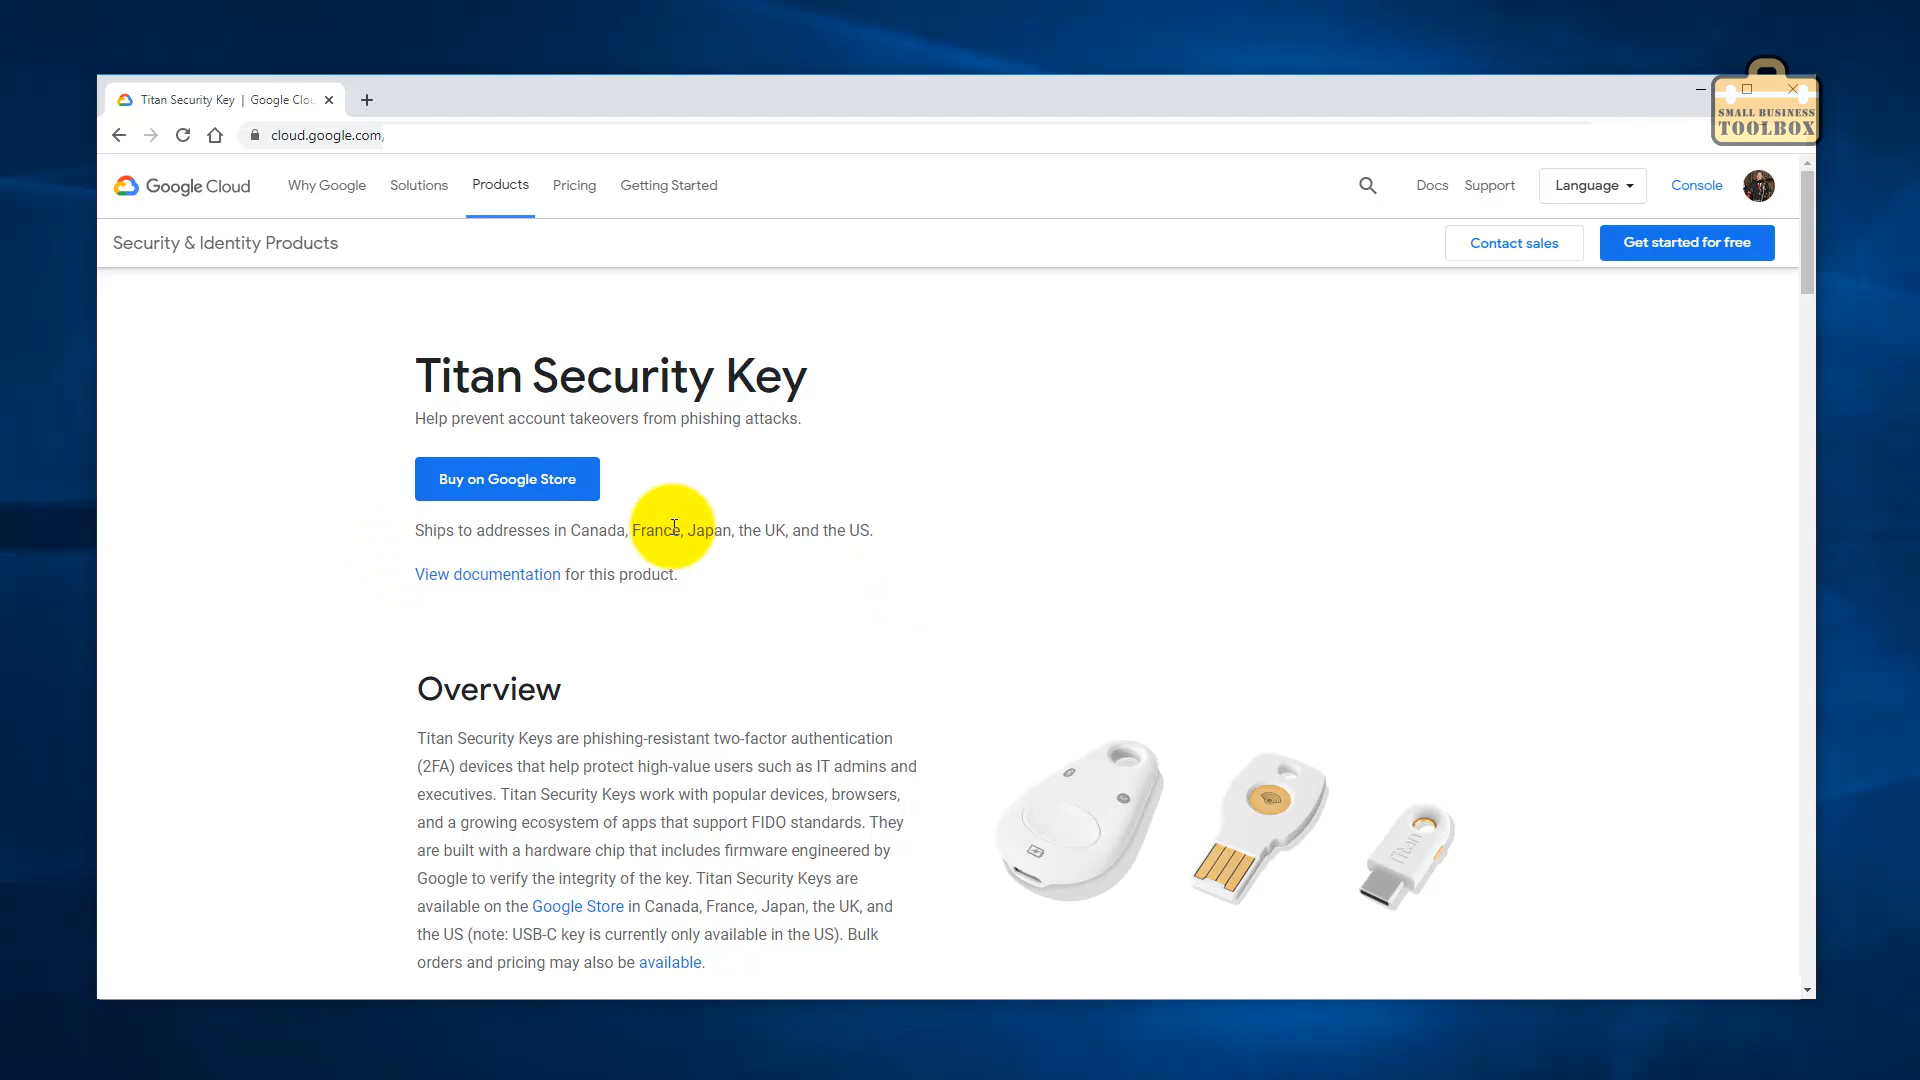 Titan Security Key | Google Clou
cloud.google.com,
SMALL BUSINESS
TOOLBOX
Google Cloud
Why Google
Solutions
Products
Pricing
Getting Started
Docs
Support
Language
Console
Security & Identity Products
Contact sales
Get started for free
Titan Security Key
Help prevent account takeovers from phishing attacks.
Buy on Google Store
Ships to addresses in Canada, France, Japan, the UK, and the US.
View documentation for this product.
Overview
Titan Security Keys are phishing-resistant two-factor authentication
(2FA) devices that help protect high-value users such as IT admins and
executives. Titan Security Keys work with popular devices, browsers,
and a growing ecosystem of apps that support FIDO standards. They
are built with a hardware chip that includes firmware engineered by
Google to verify the integrity of the key. Titan Security Keys are
available on the Google Store in Canada, France, Japan, the UK, and
the US (note: USB-C key is currently only available in the US). Bulk
orders and pricing may also be available.
Titan